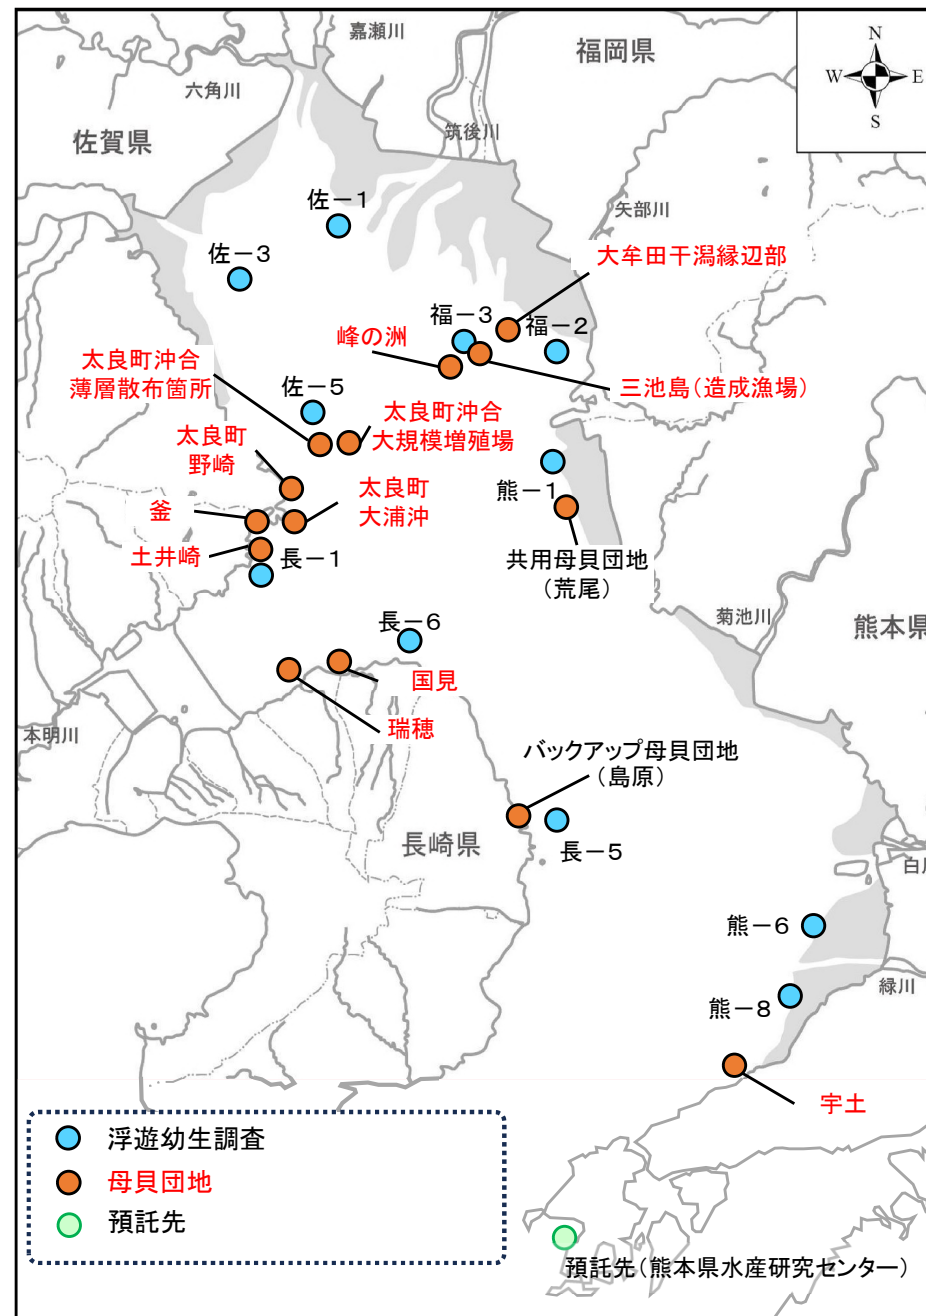 嘉瀬川
福岡県
N
W
E
S
六角川
佐賀県
筑後川
佐－1
矢部川
佐－3
大牟田干潟縁辺部
福－3
福－2
峰の洲
太良町沖合
薄層散布箇所
佐－5
三池島（造成漁場）
太良町沖合
大規模増殖場
太良町
野崎
熊－1
太良町
大浦沖
釜
土井崎
長－1
共用母貝団地
（荒尾）
菊池川
熊本県
長－6
国見
瑞穂
本明川
バックアップ母貝団地
（島原）
長崎県
長－5
白川
熊－6
緑川
熊－8
宇土
浮遊幼生調査
母貝団地
預託先
預託先（熊本県水産研究センター）